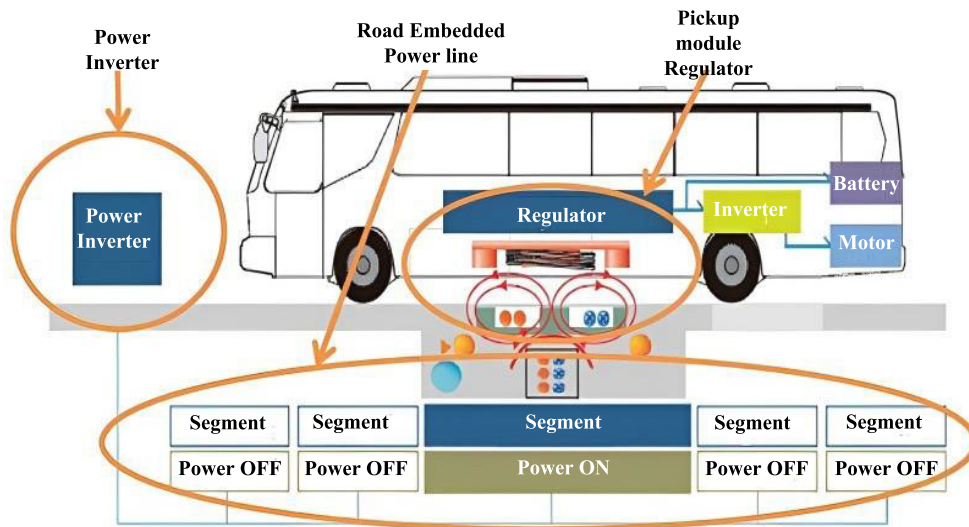 Power
Inverter
Road Embedded
Power line
Pickup
module
Regulator
Power
Inverter
Regulator
Inverter
Battery
Motor
Segment
Segment
Segment
Segment
Segment
Power OFF
Power OFF
Power ON
Power OFF
Power OFF